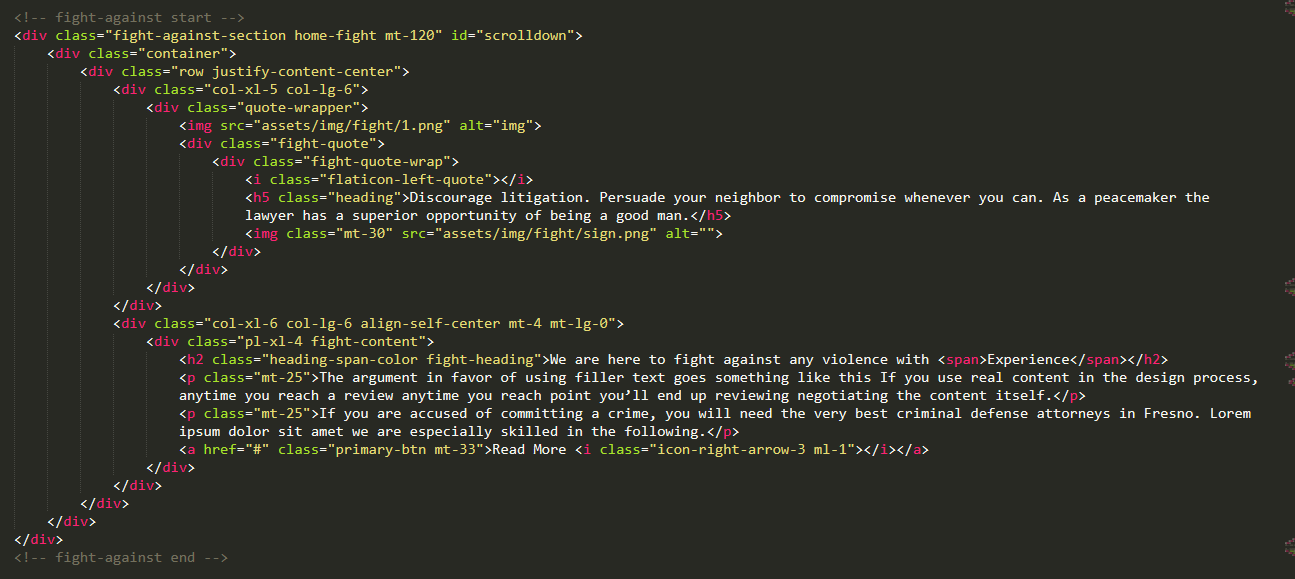 <!-- fight-against start -->
<div class="fight-against-section home-fight mt-120" id="scrolldown">
<div class="container">
<div class="row justify-content-center">
<div class="col-xl-5 col-lg-6">
<div class="quote-wrapper">
<img src="assets/img/fight/1.png" alt="img">
<div class="fight-quote">
<div class="fight-quote-wrap">
<i class="flaticon-left-quote"></i>
<h5 class="heading">Discourage litigation. Persuade your neighbor to compromise whenever you can. As a peacemaker the
lawyer has a superior opportunity of being a good man.</h5>
<img class="mt-30" src="assets/img/fight/sign.png" alt="">
</div>
</div>
</div>
</div>
<div class="col-xl-6 col-lg-6 align-self-center mt-4 mt-lg-0">
<div class="pl-xl-4 fight-content">
<h2 class="heading-span-color fight-heading">We are here to fight against any violence with <span>Experience</span></h2>
<p class="mt-25">The argument in favor of using filler text goes something like this If you use real content in the design process,
anytime you reach a review anytime you reach point you’ll end up reviewing negotiating the content itself.</p>
<p class="mt-25">If you are accused of committing a crime, you will need the very best criminal defense attorneys in Fresno. Lorem
ipsum dolor sit amet we are especially skilled in the following.</p>
<a href="#" class="primary-btn mt-33">Read More <i class="icon-right-arrow-3 ml-1"></i></a>
</div>
</div>
</div>
</div>
</div>
<!-- fight-against end -->